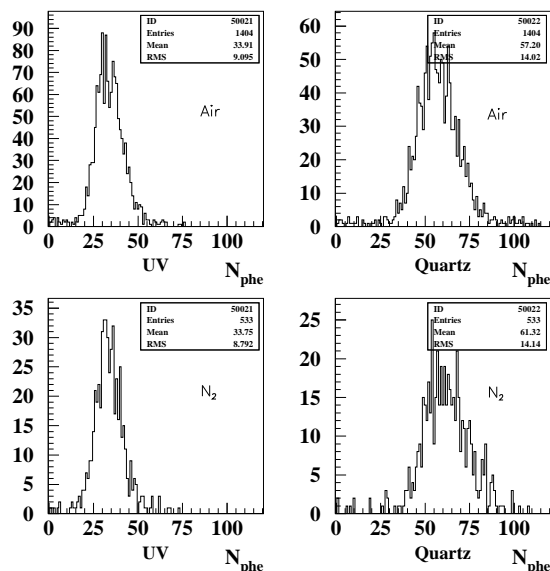 ID 50021
Entries 1404
Mean 33.91
RMS 9.095
Air
90
80
70
60
50
40
30
20
10
0
0 25 50 75 100
UV N_phe
ID 50022
Entries 1404
Mean 57.20
RMS 14.02
Air
60
50
40
30
20
10
0
0 25 50 75 100
Quartz N_phe
ID 50021
Entries 533
Mean 33.75
RMS 8.792
N₂
35
30
25
20
15
10
5
0
0 25 50 75 100
UV N_phe
ID 50022
Entries 533
Mean 61.32
RMS 14.14
N₂
25
20
15
10
5
0
0 25 50 75 100
Quartz N_phe